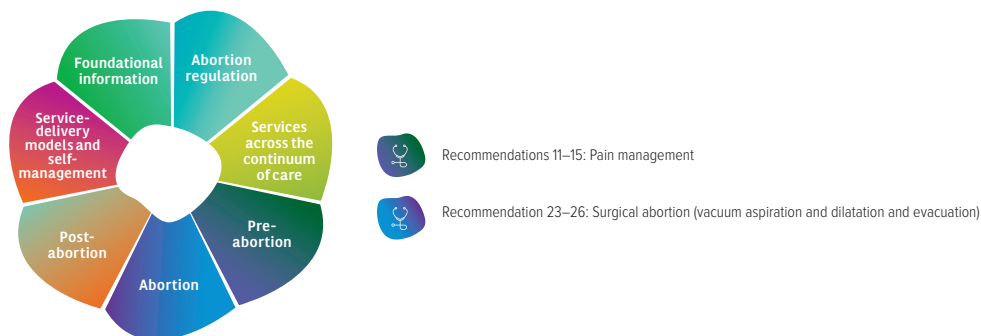 Foundational
information
Abortion
regulation
Service-
delivery
models and
self-
management
Services
across the
continuum
of care
Post-
abortion
Pre-
abortion
Abortion
Recommendations 11–15: Pain management
Recommendation 23–26: Surgical abortion (vacuum aspiration and dilatation and evacuation)